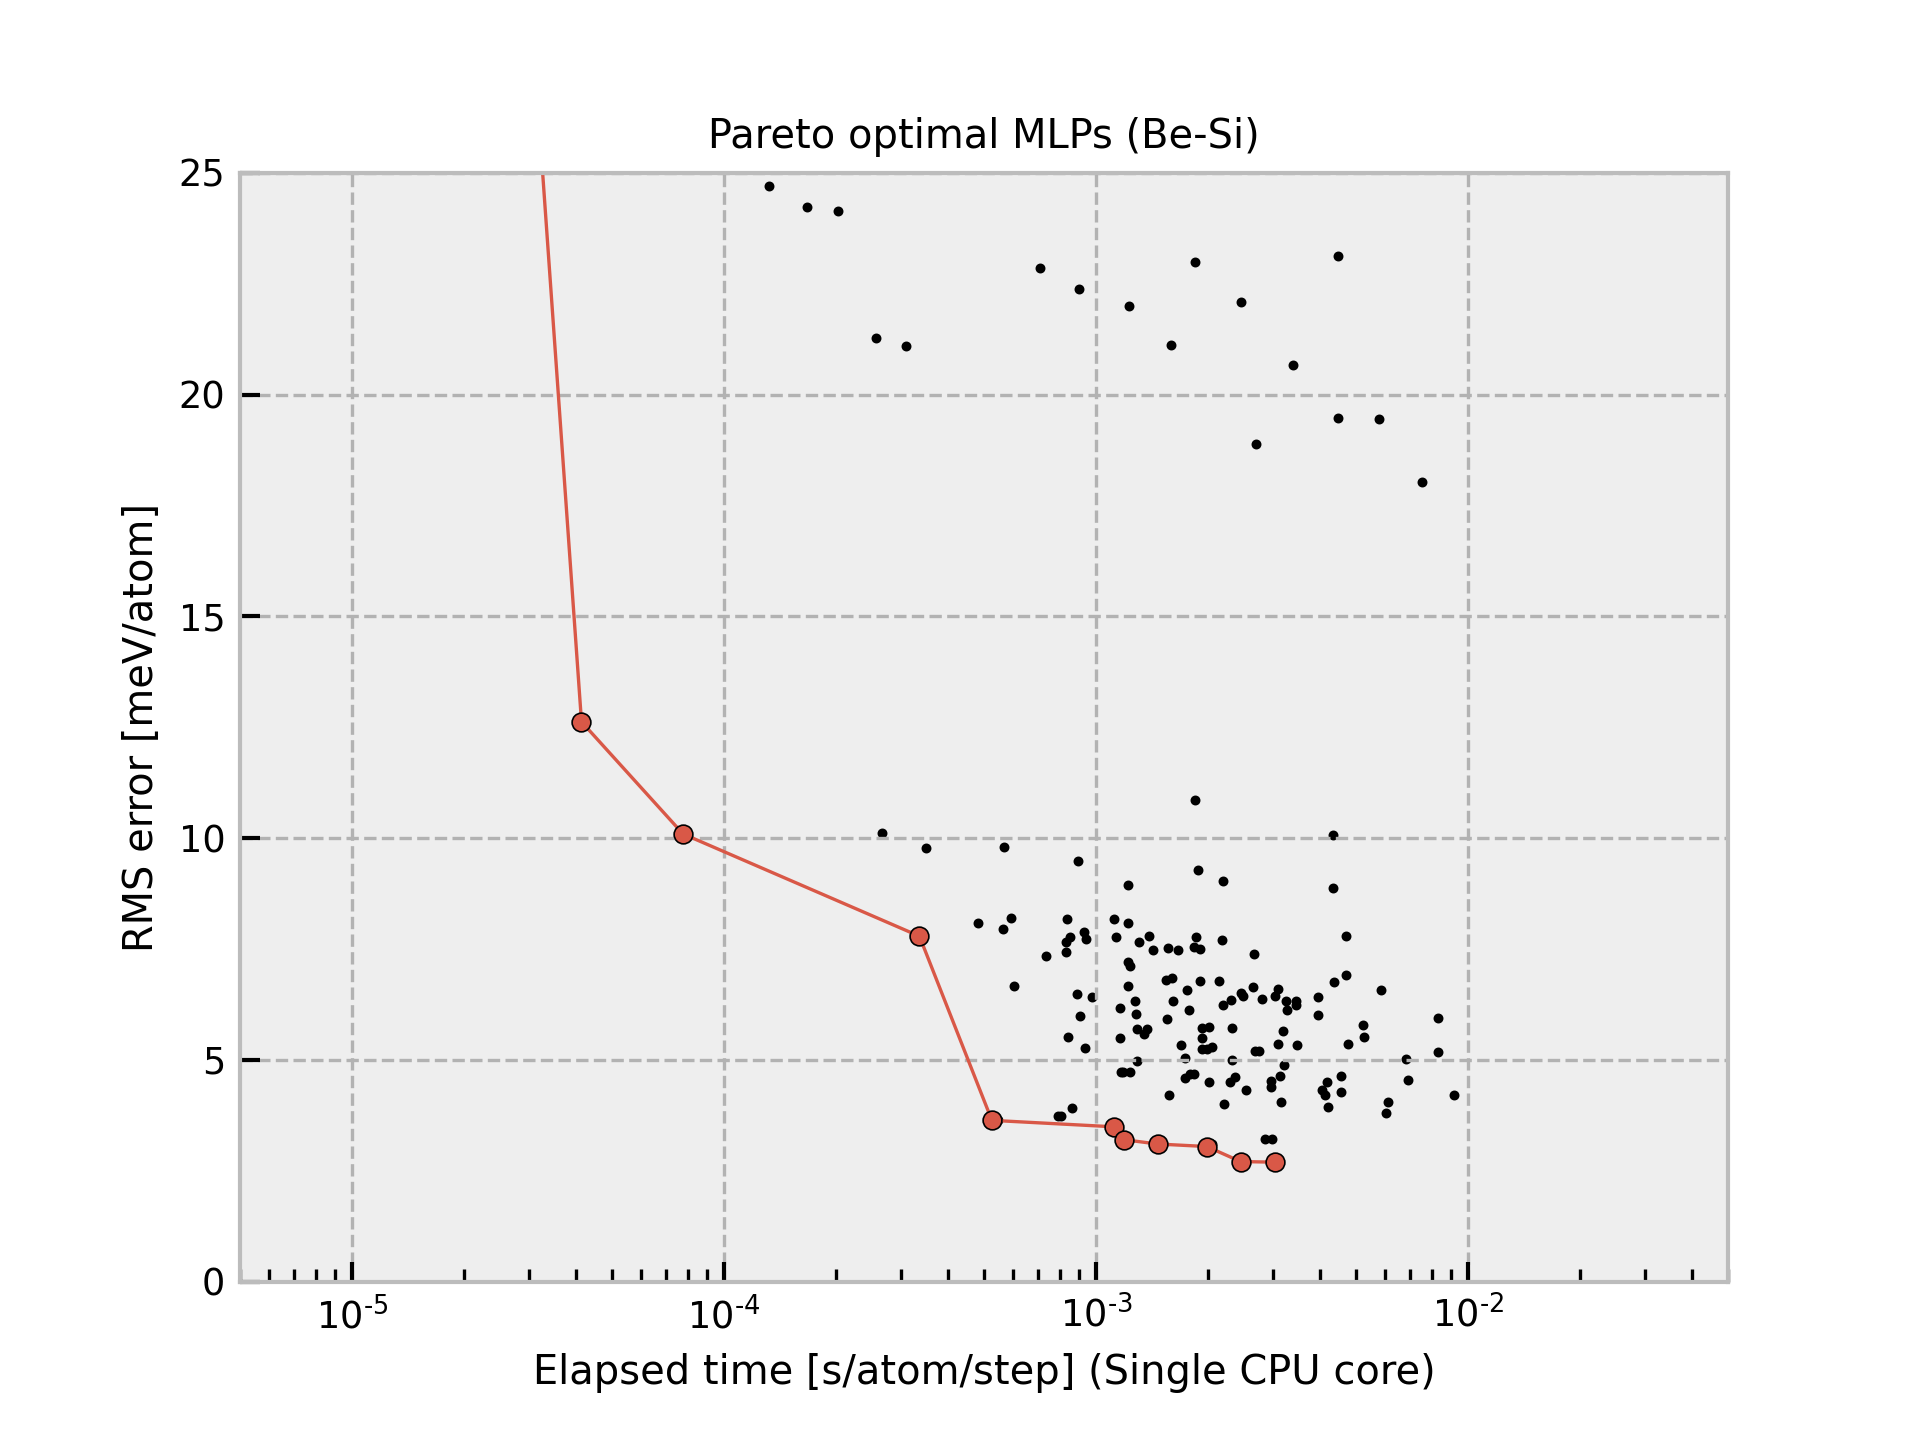 Pareto optimal MLPs (Be-Si)
25
20
15
10
5
0
RMS error [meV/atom]
10-5 10-4 10-3 10-2
Elapsed time [s/atom/step] (Single CPU core)